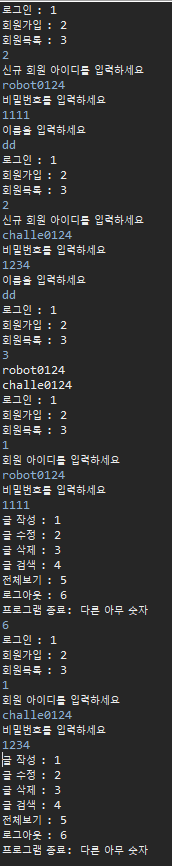 로그인 : 1
회원가입 : 2
회원목록 : 3
2
신규 회원 아이디를 입력하세요
robot0124
비밀번호를 입력하세요
1111
이름을 입력하세요
dd
로그인 : 1
회원가입 : 2
회원목록 : 3
2
신규 회원 아이디를 입력하세요
challe0124
비밀번호를 입력하세요
1234
이름을 입력하세요
dd
로그인 : 1
회원가입 : 2
회원목록 : 3
3
robot0124
challe0124
로그인 : 1
회원가입 : 2
회원목록 : 3
1
회원 아이디를 입력하세요
robot0124
비밀번호를 입력하세요
1111
글 작성 : 1
글 수정 : 2
글 삭제 : 3
글 검색 : 4
전체보기 : 5
로그아웃 : 6
프로그램 종료: 다른 아무 숫자
6
로그인 : 1
회원가입 : 2
회원목록 : 3
1
회원 아이디를 입력하세요
challe0124
비밀번호를 입력하세요
1234
글 작성 : 1
글 수정 : 2
글 삭제 : 3
글 검색 : 4
전체보기 : 5
로그아웃 : 6
프로그램 종료: 다른 아무 숫자